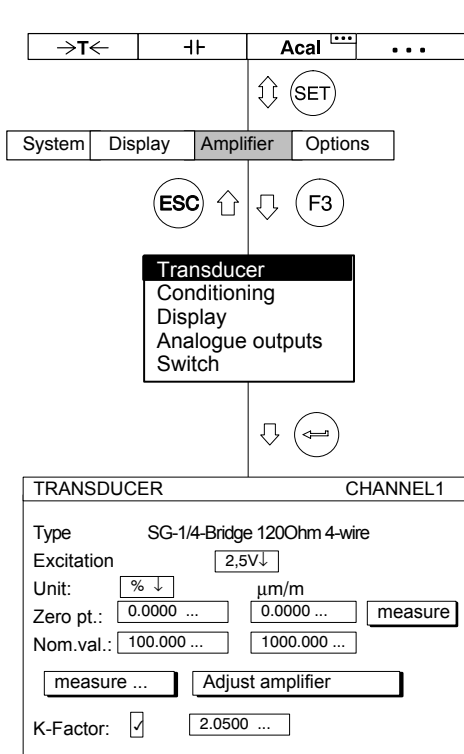 →T← ⊣⊢ Acal ...
SET
System Display Amplifier Options
ESC F3
Transducer
Conditioning
Display
Analogue outputs
Switch
TRANSDUCER CHANNEL1
Type SG-1/4-Bridge 120Ohm 4-wire
Excitation 2,5V↓
Unit: % ↓ µm/m
Zero pt.: 0.0000 ... 0.0000 ... measure
Nom.val.: 100.000 ... 1000.000 ...
measure ... Adjust amplifier
K-Factor: ✓ 2.0500 ...